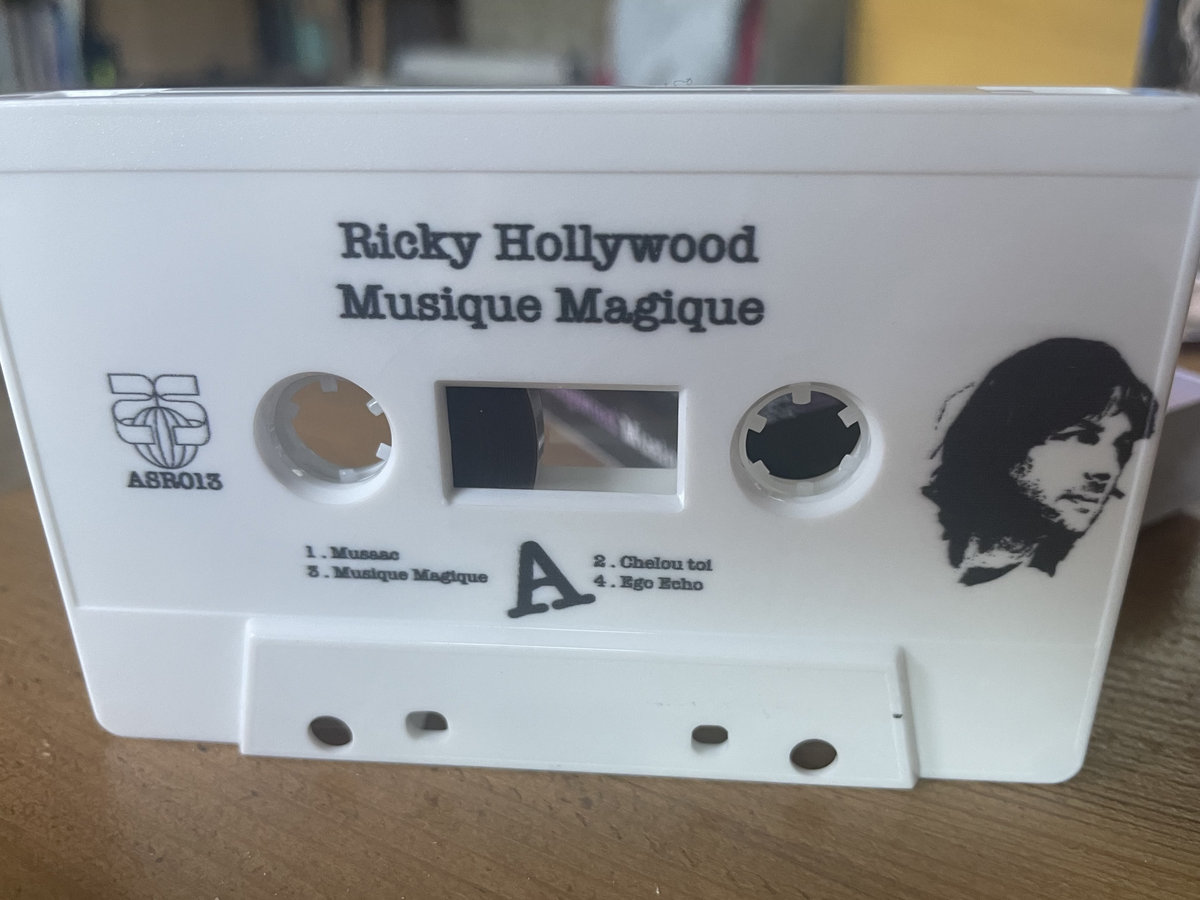 Ricky Hollywood
Musique Magique
ASR013
1 . Musaac
3 . Musique Magique
A
2 . Chelou toi
4 . Ego Echo